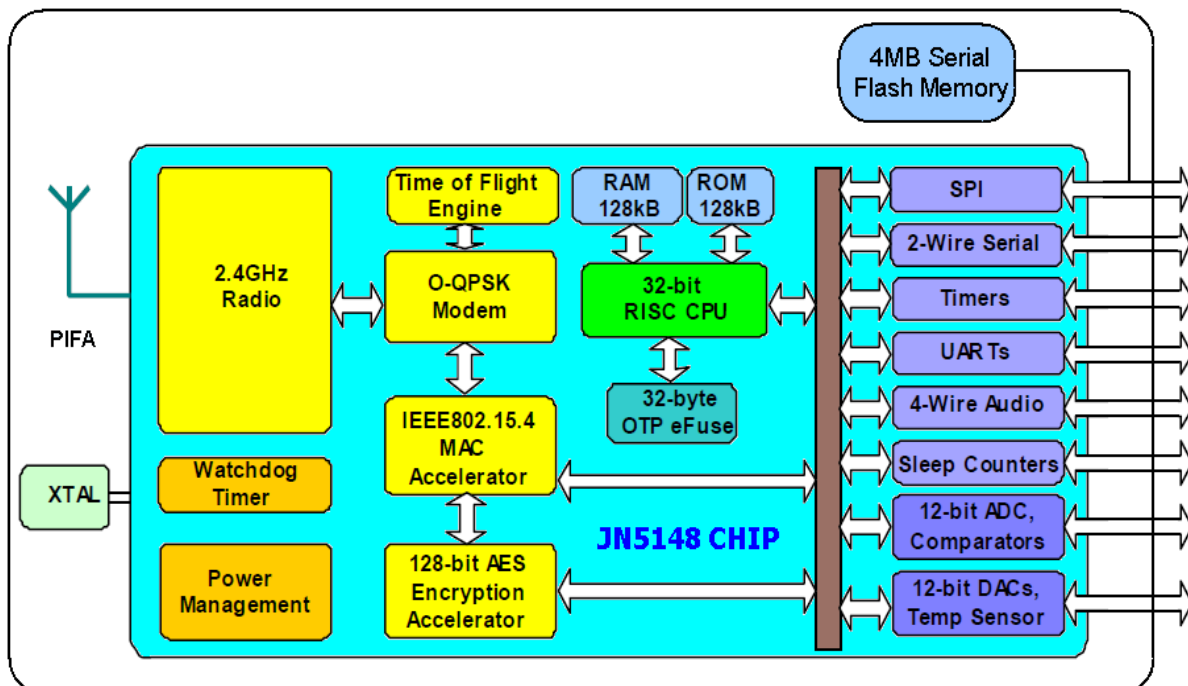 4MB Serial
Flash Memory
PIFA
XTAL
2.4GHz
Radio
Watchdog
Timer
Power
Management
Time of Flight
Engine
O-QPSK
Modem
IEEE802.15.4
MAC
Accelerator
128-bit AES
Encryption
Accelerator
RAM
128kB
ROM
128kB
32-bit
RISC CPU
32-byte
OTP eFuse
JN5148 CHIP
SPI
2-Wire Serial
Timers
UARTs
4-Wire Audio
Sleep Counters
12-bit ADC,
Comparators
12-bit DACs,
Temp Sensor